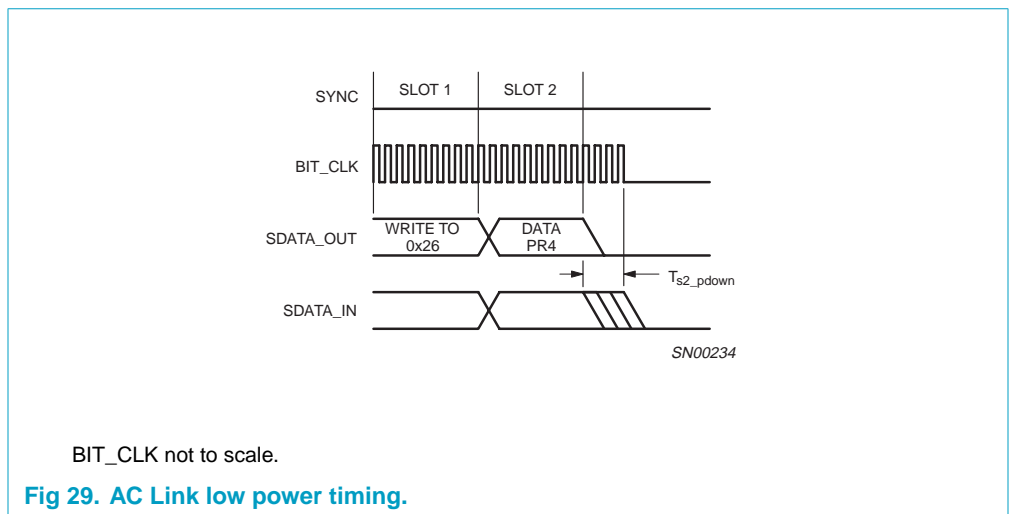 SYNC
SLOT 1
SLOT 2
BIT_CLK
SDATA_OUT
WRITE TO
0x26
DATA
PR4
Ts2_pdown
SDATA_IN
SN00234
BIT_CLK not to scale.
Fig 29. AC Link low power timing.